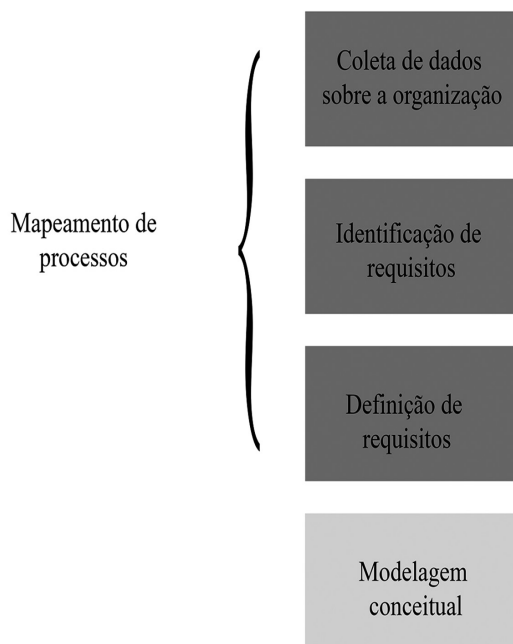 Coleta de dados
sobre a organização
Mapeamento de
processos
Identificação de
requisitos
Definição de
requisitos
Modelagem
conceitual